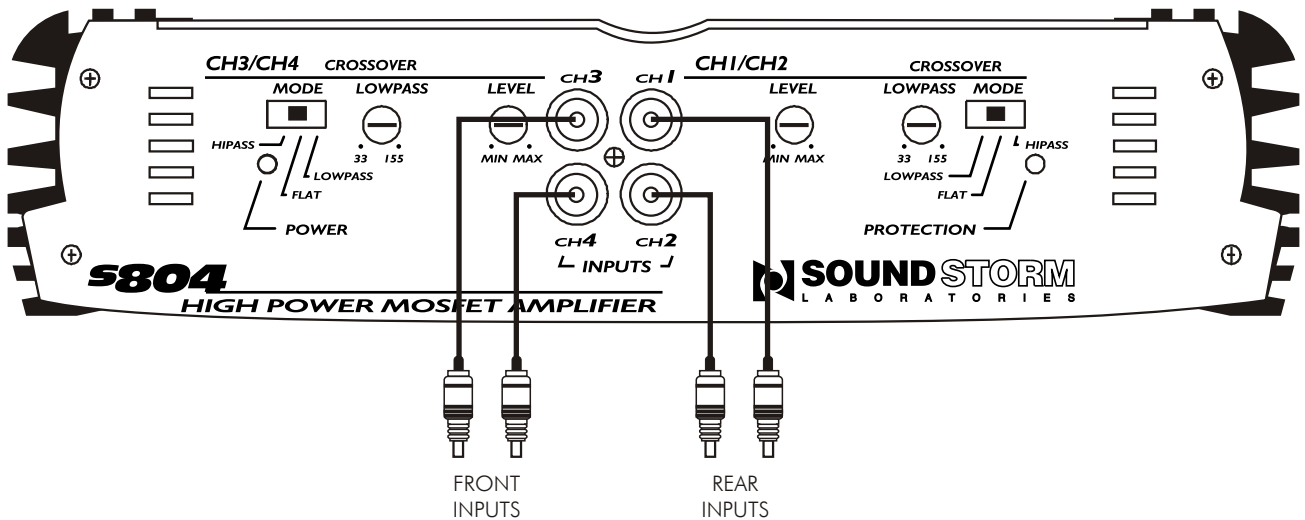 CH3/CH4 CROSSOVER
MODE LOWPASS LEVEL
HIPASS
LOWPASS
FLAT
33 155
MIN MAX
POWER
CH3 CH1
CH4 CH2
INPUTS
CH1/CH2 CROSSOVER
LEVEL LOWPASS MODE
MIN MAX
33 155
HIPASS
LOWPASS
FLAT
PROTECTION
s804
HIGH POWER MOSFET AMPLIFIER
SOUND STORM
LABORATORIES
FRONT
INPUTS
REAR
INPUTS